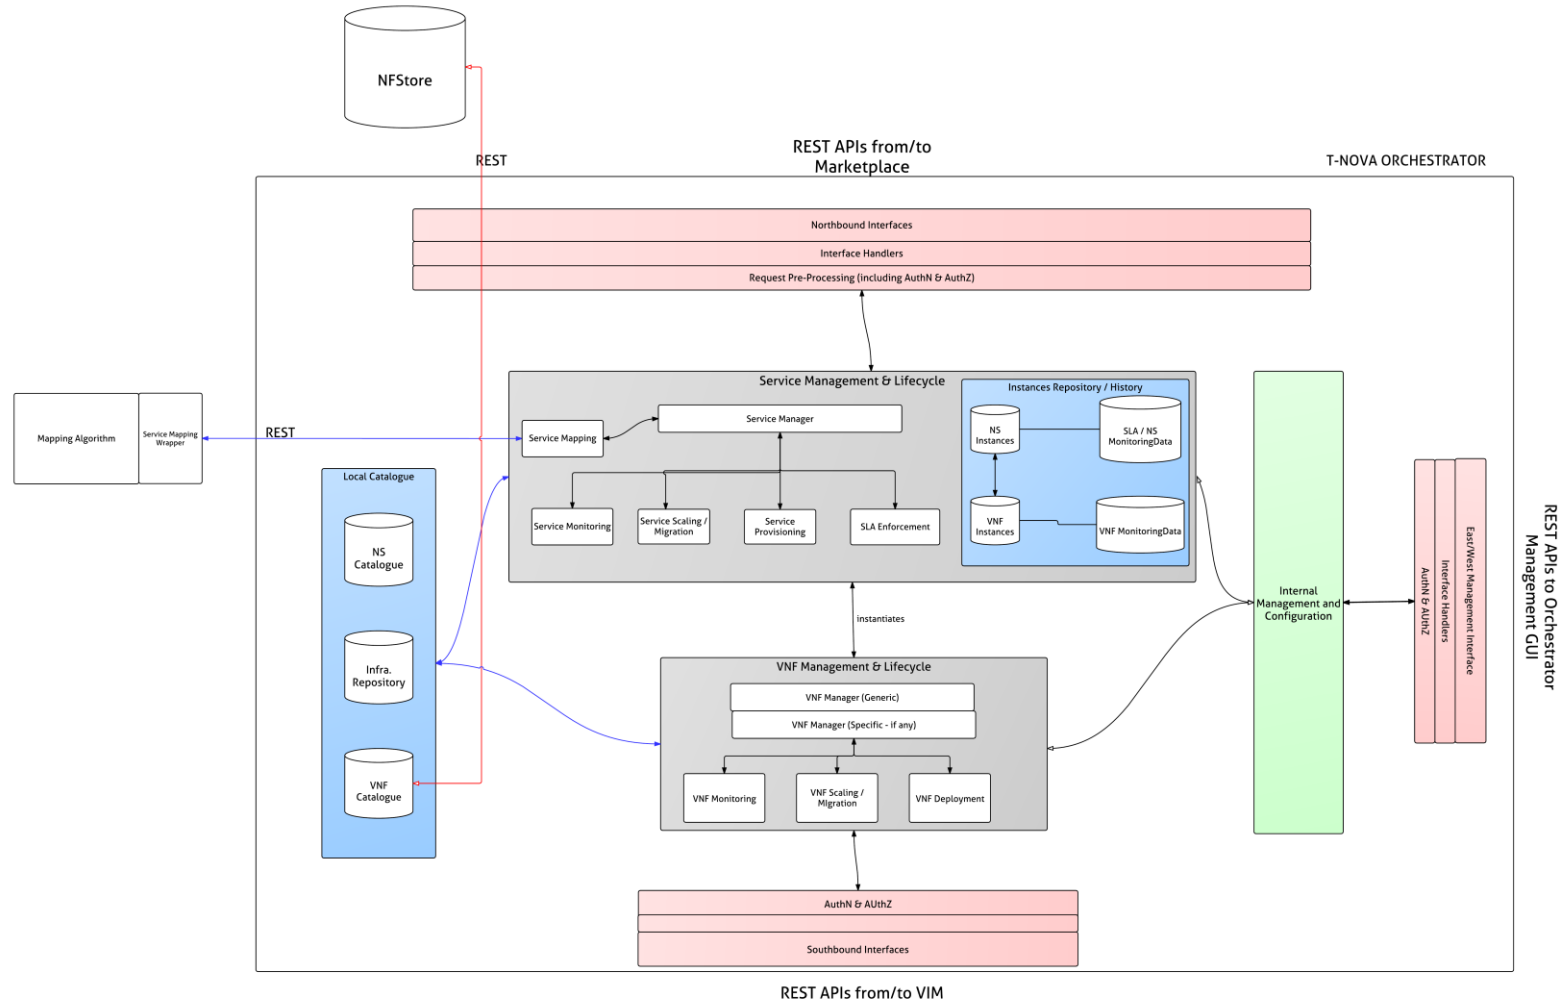 NFStore
REST APIs from/to
Marketplace
REST
T-NOVA ORCHESTRATOR
Northbound Interfaces
Interface Handlers
Request Pre-Processing (including AuthN & AuthZ)
Service Management & Lifecycle
Instances Repository / History
Service Manager
Service Mapping
NS
Instances
SLA / NS
MonitoringData
Mapping Algorithm
Service Mapping
Wrapper
REST
Local Catalogue
Service Monitoring
Service Scaling /
Migration
Service
Provisioning
SLA Enforcement
VNF
Instances
VNF MonitoringData
NS
Catalogue
Internal
Management and
Configuration
AuthN & AUthZ
Interface Handlers
East/West Management Interface
REST APIs to Orchestrator
Management GUI
instantiates
VNF Management & Lifecycle
Infra.
Repository
VNF Manager (Generic)
VNF Manager (Specific - if any)
VNF
Catalogue
VNF Monitoring
VNF Scaling /
MIgration
VNF Deployment
AuthN & AUthZ
Southbound Interfaces
REST APIs from/to VIM